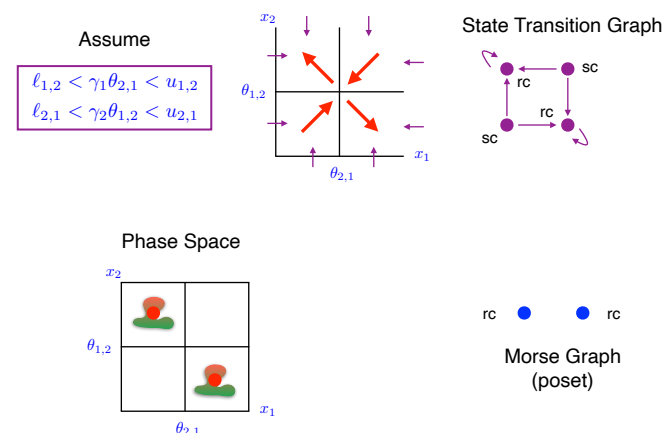 Assume
ℓ1,2 < γ1θ2,1 < u1,2
ℓ2,1 < γ2θ1,2 < u2,1
x2
θ1,2
θ2,1
x1
State Transition Graph
rc
sc
sc
rc
Phase Space
x2
θ1,2
θ2,1
x1
rc
rc
Morse Graph
(poset)